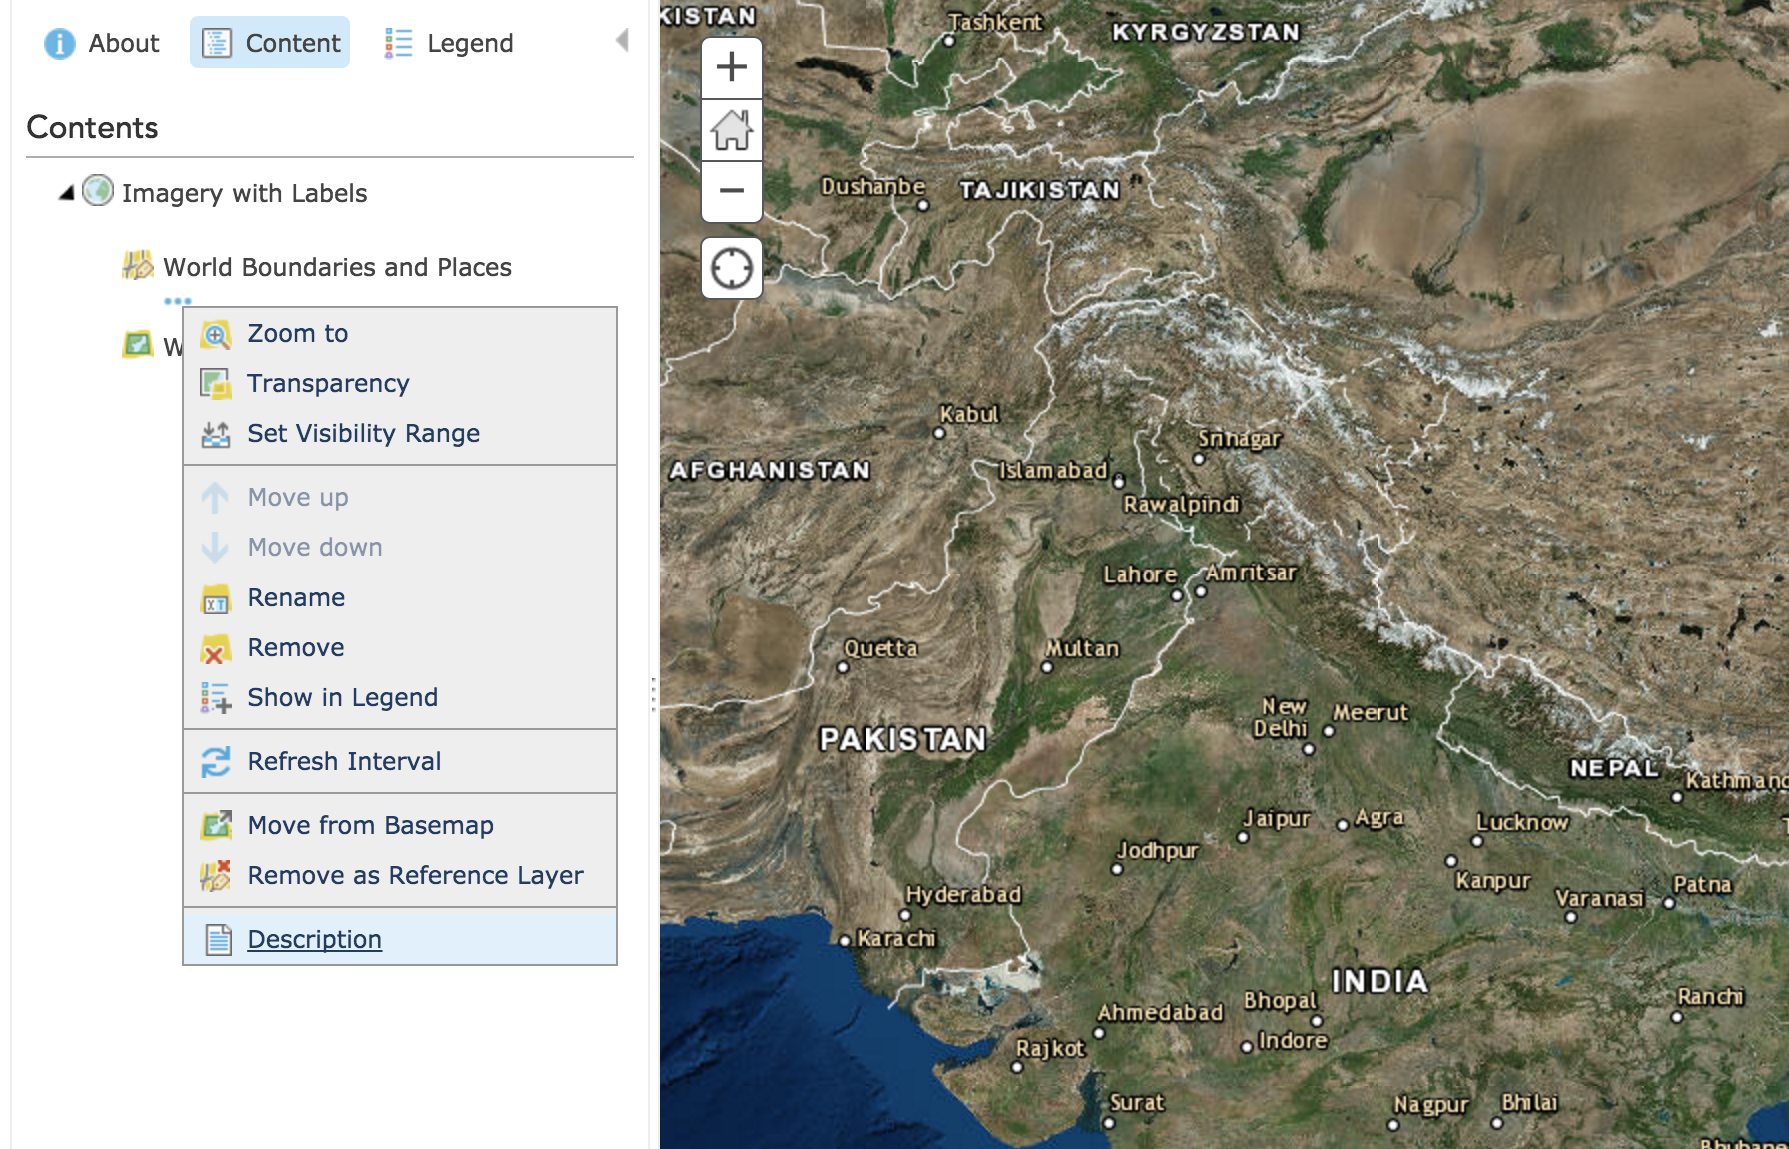 About
Content
Legend
Contents
Imagery with Labels
World Boundaries and Places
W
Zoom to
Transparency
Set Visibility Range
Move up
Move down
Rename
Remove
Show in Legend
Refresh Interval
Move from Basemap
Remove as Reference Layer
Description
KISTAN
Tashkent
KYRGYZSTAN
Dushanbe
TAJIKISTAN
Kabul
Srinagar
AFGHANISTAN
Islamabad
Rawalpindi
Lahore
Amritsar
Quetta
Multan
New
Delhi
Meerut
PAKISTAN
NEPAL
Kathmand
Jaipur
Agra
Lucknow
Jodhpur
Kanpur
Hyderabad
Varanasi
Patna
Karachi
INDIA
Ahmedabad
Bhopal
Ranchi
Indore
Rajkot
Surat
Nagpur
Bhilai